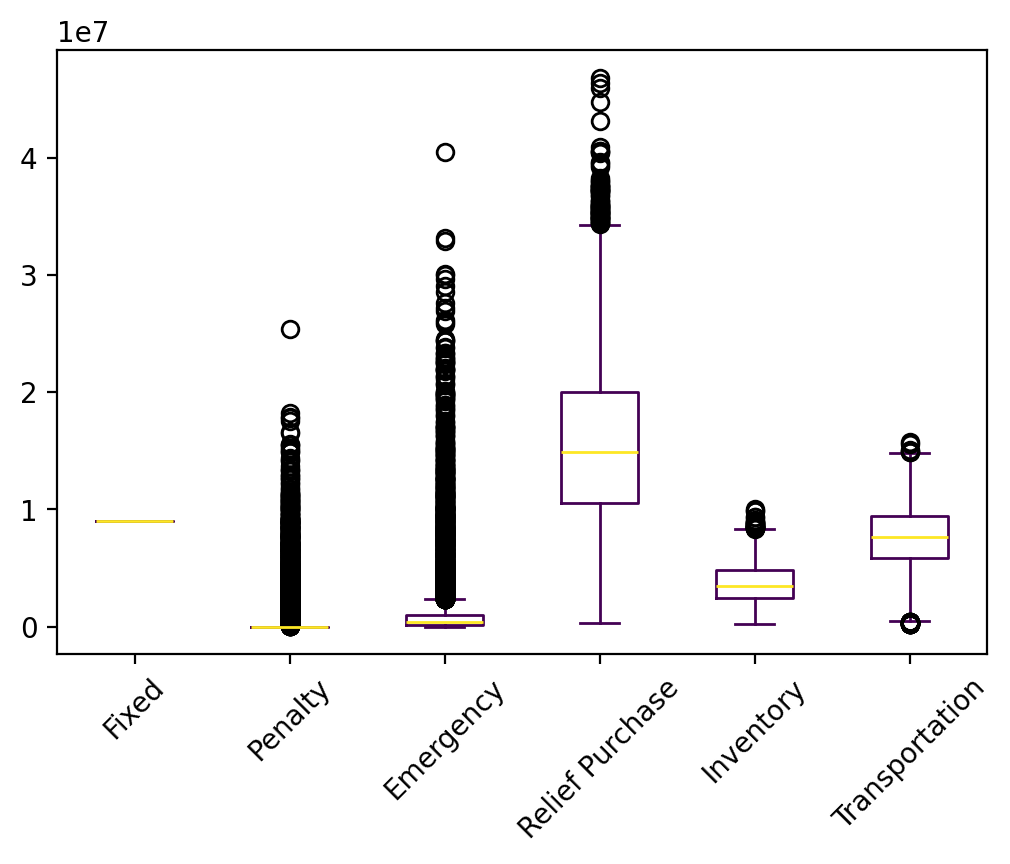 1e7
4
3
2
1
0
Fixed
Penalty
Emergency
Relief Purchase
Inventory
Transportation